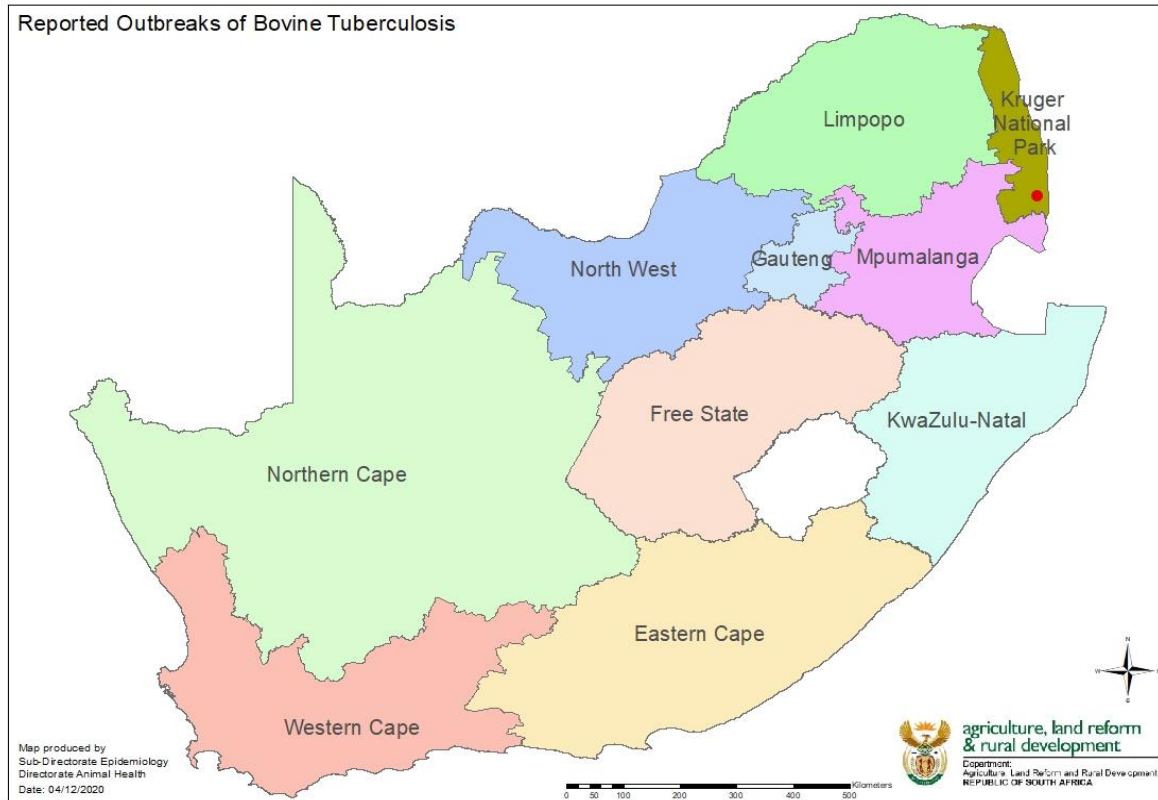 Reported Outbreaks of Bovine Tuberculosis
Limpopo
Kruger
National
Park
North West
Gauteng
Mpumalanga
Free State
KwaZulu-Natal
Northern Cape
Eastern Cape
Western Cape
N
W
S
Map produced by
Sub-Directorate Epidemiology
Directorate Animal Health
Date: 04/12/2020
Kilometers
0 50 100 200 300 400 500
agriculture, land reform
& rural development
Department:
Agriculture, Land Reform and Rural Development
REPUBLIC OF SOUTH AFRICA